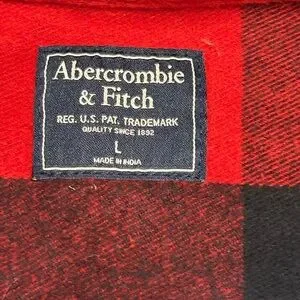 Abercrombie
& Fitch
REG. U.S. PAT. TRADEMARK
QUALITY SINCE 1892
L
MADE IN INDIA